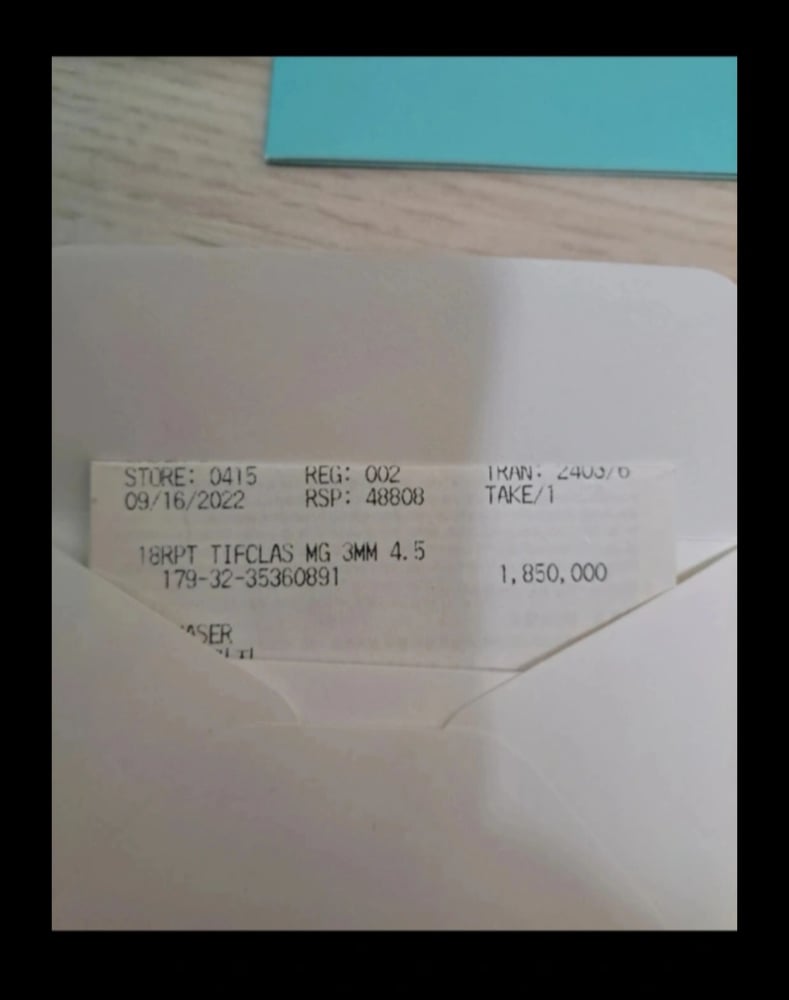 STORE: 0415 REG: 002 TRAN:
09/16/2022 RSP: 48808 TAKE/1
18RPT TIFCLAS MG 3MM 4.5
179-32-35360891 1,850,000